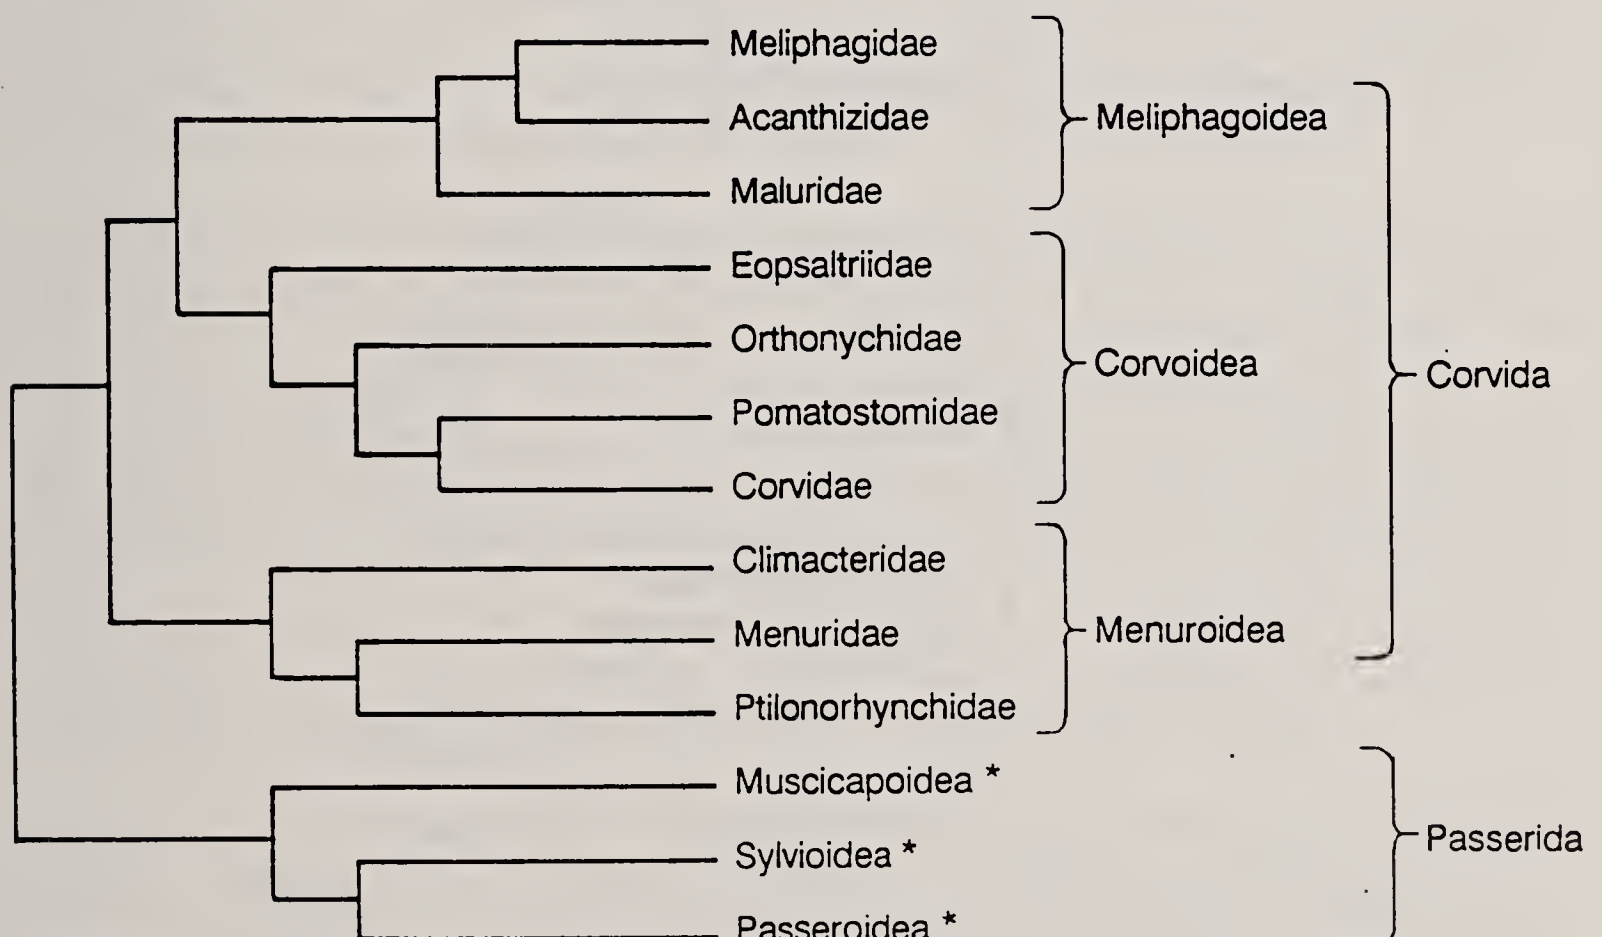 Meliphagidae
Acanthizidae
Meliphagoidea
Maluridae
Eopsaltriidae
Orthonychidae
Corvoidea
Corvida
Pomatostomidae
Corvidae
Climacteridae
Menuridae
Menuroidea
Ptilonorhynchidae
Muscicapoidea *
Sylvioidea *
Passerida
Passeroidea *